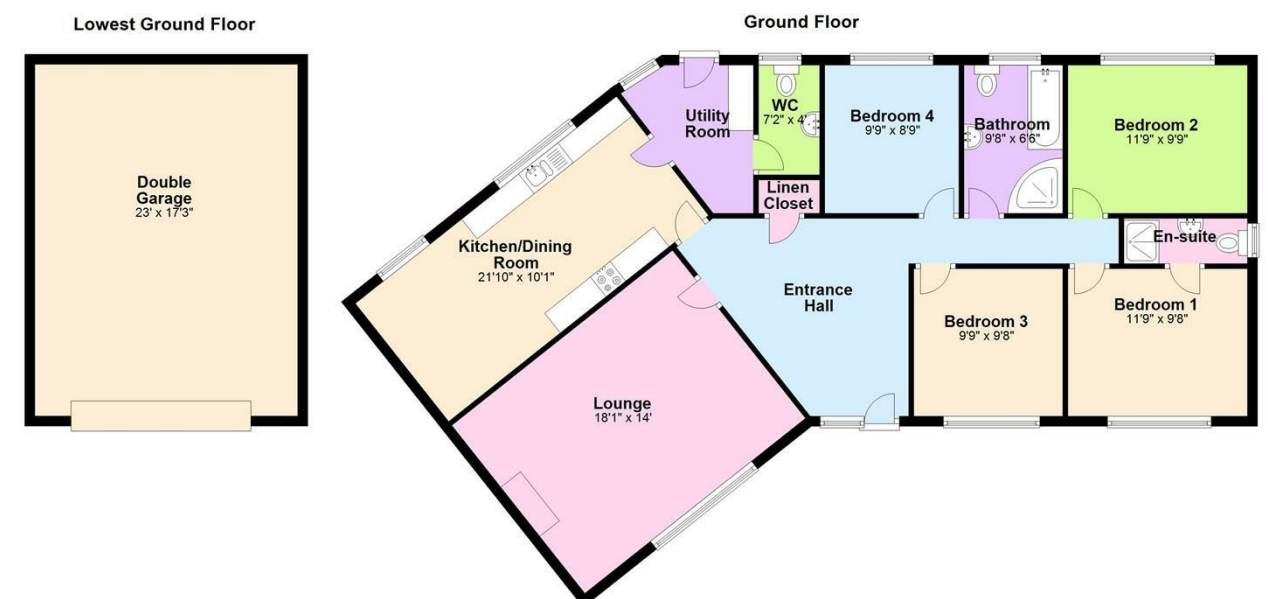 Lowest Ground Floor
Double
Garage
23' x 17'3"
Ground Floor
Utility
Room
WC
7'2" x 4'
Linen
Closet
Bedroom 4
9'9" x 8'9"
Bathroom
9'8" x 6'6"
Bedroom 2
11'9" x 9'9"
En-suite
Kitchen/Dining
Room
21'10" x 10'1"
Entrance
Hall
Bedroom 3
9'9" x 9'8"
Bedroom 1
11'9" x 9'8"
Lounge
18'1" x 14'